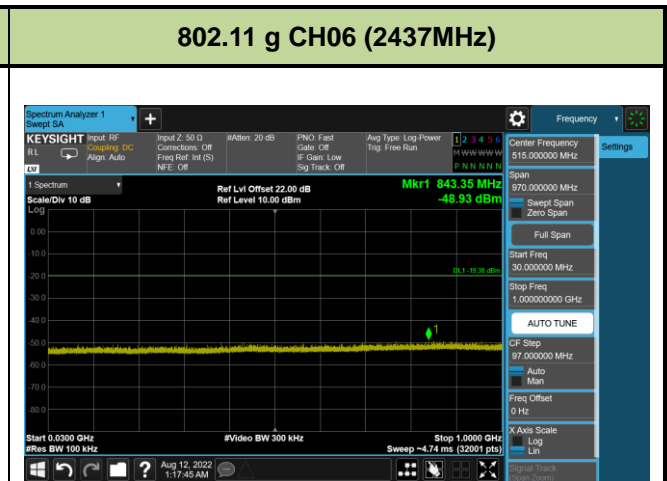 802.11 g CH06 (2437MHz)
Spectrum Analyzer 1
Swept SA
+
Frequency
KEYSIGHT
RL
LXI
Input: RF
Coupling: DC
Align: Auto
Input Z: 50 Ω
Corrections: Off
Freq Ref: Int (S)
NFE: Off
#Atten: 20 dB
PNO: Fast
Gate: Off
IF Gain: Low
Sig Track: Off
Avg Type: Log-Power
Trig: Free Run
1 2 3 4 5 6
M W W W W W
P N N N N N
Center Frequency
515.000000 MHz
Settings
Span
970.000000 MHz
Swept Span
Zero Span
Full Span
Start Freq
30.000000 MHz
Stop Freq
1.000000000 GHz
AUTO TUNE
CF Step
97.000000 MHz
Auto
Man
Freq Offset
0 Hz
X Axis Scale
Log
Lin
Signal Track
(Span Zoom)
1 Spectrum
Scale/Div 10 dB
Ref Lvl Offset 22.00 dB
Ref Level 10.00 dBm
Mkr1 843.35 MHz
-48.93 dBm
Log
0.00
-10.0
-20.0
DL1 -19.38 dBm
-30.0
-40.0
1
-50.0
-60.0
-70.0
-80.0
Start 0.0300 GHz
#Res BW 100 kHz
#Video BW 300 kHz
Stop 1.0000 GHz
Sweep ~4.74 ms (32001 pts)
?
Aug 12, 2022
1:17:45 AM